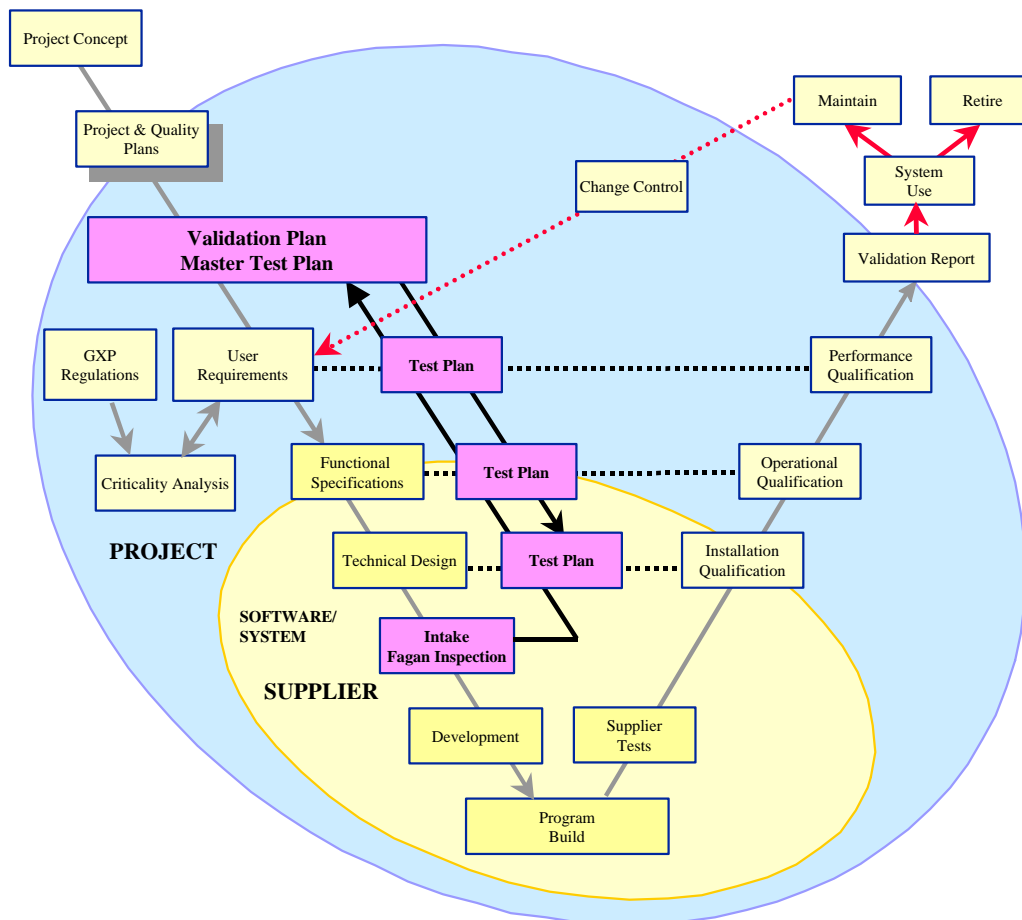 Project Concept
Project & Quality
Plans
Maintain
Retire
Change Control
System
Use
Validation Plan
Master Test Plan
Validation Report
GXP
Regulations
User
Requirements
Test Plan
Performance
Qualification
Criticality Analysis
Functional
Specifications
Test Plan
Operational
Qualification
PROJECT
Technical Design
Test Plan
Installation
Qualification
SOFTWARE/
SYSTEM
Intake
Fagan Inspection
SUPPLIER
Development
Supplier
Tests
Program
Build